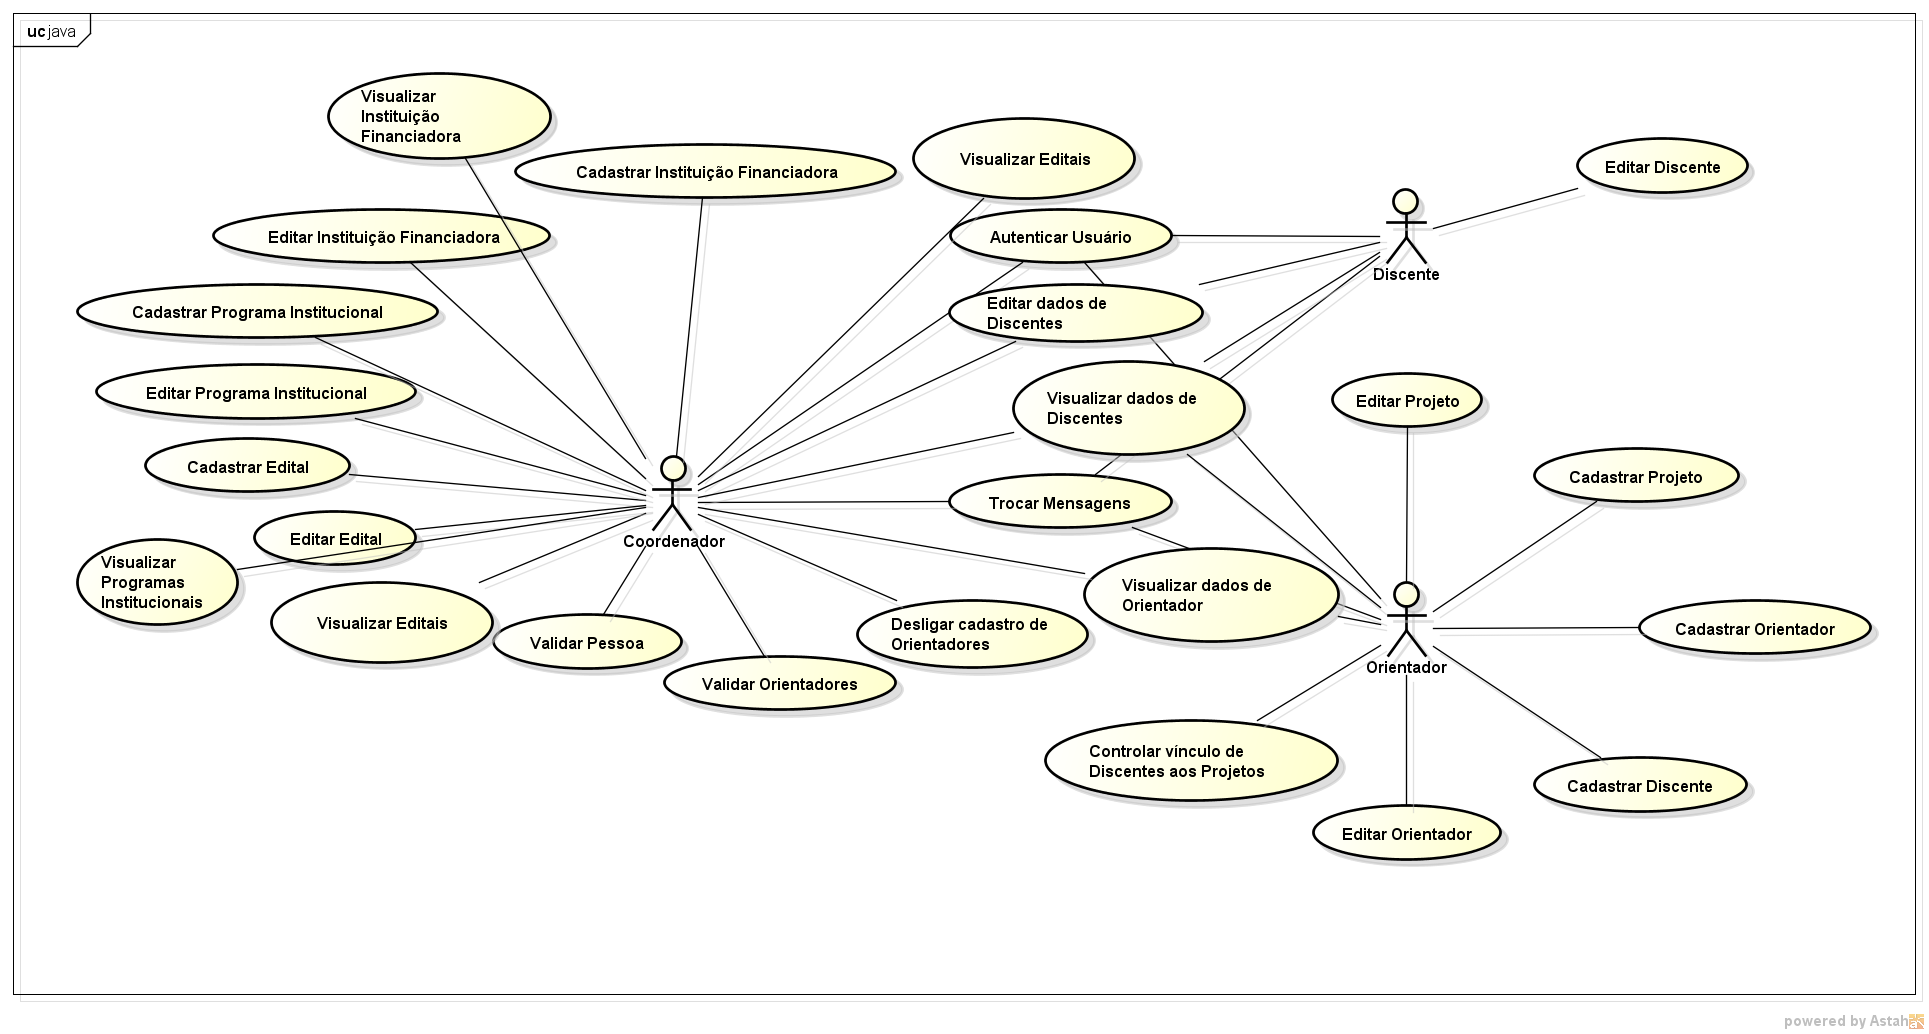 uc java
Visualizar
Instituição
Financiadora
Cadastrar Instituição Financiadora
Visualizar Editais
Editar Discente
Editar Instituição Financiadora
Autenticar Usuário
Discente
Cadastrar Programa Institucional
Editar dados de
Discentes
Editar Programa Institucional
Visualizar dados de
Discentes
Editar Projeto
Cadastrar Edital
Cadastrar Projeto
Trocar Mensagens
Coordenador
Editar Edital
Visualizar
Programas
Institucionais
Visualizar dados de
Orientador
Visualizar Editais
Validar Pessoa
Desligar cadastro de
Orientadores
Cadastrar Orientador
Orientador
Validar Orientadores
Controlar vínculo de
Discentes aos Projetos
Cadastrar Discente
Editar Orientador
powered by Astah